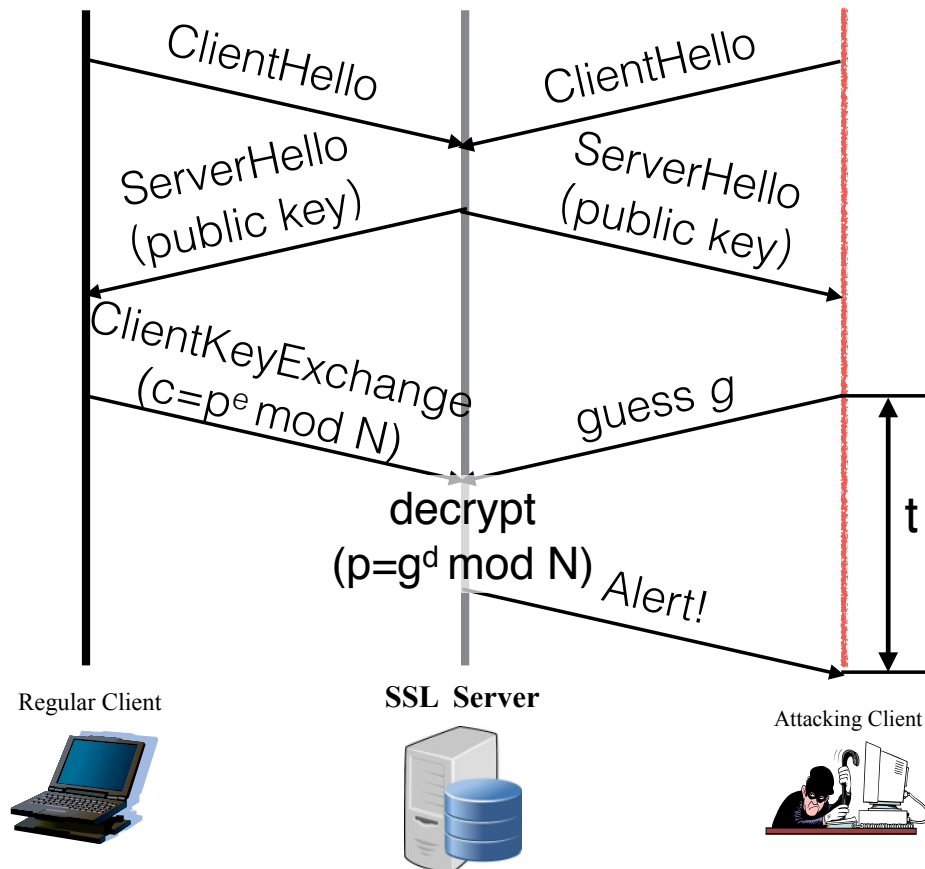 ClientHello
ClientHello
ServerHello
(public key)
ServerHello
(public key)
ClientKeyExchange
(c=pᵉ mod N)
guess g
t
decrypt
(p=gᵈ mod N)
Alert!
Regular Client
SSL Server
Attacking Client